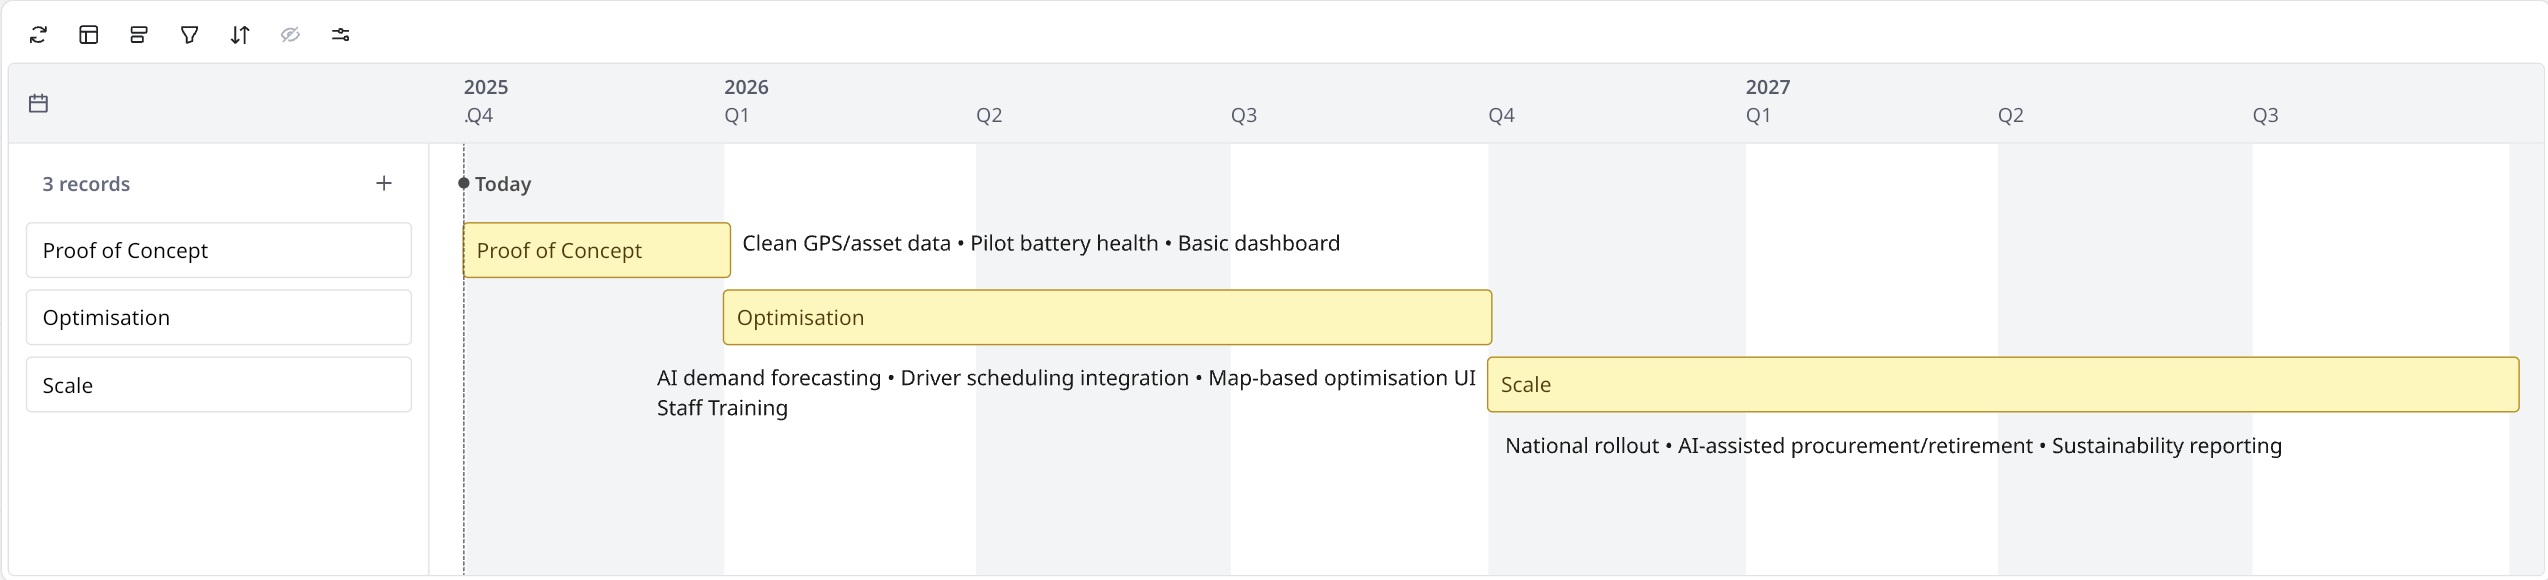 2025
.Q4
2026
Q1
Q2
Q3
Q4
2027
Q1
Q2
Q3
3 records
Today
Proof of Concept
Proof of Concept
Clean GPS/asset data • Pilot battery health • Basic dashboard
Optimisation
Optimisation
Scale
AI demand forecasting • Driver scheduling integration • Map-based optimisation UI
Staff Training
Scale
National rollout • AI-assisted procurement/retirement • Sustainability reporting